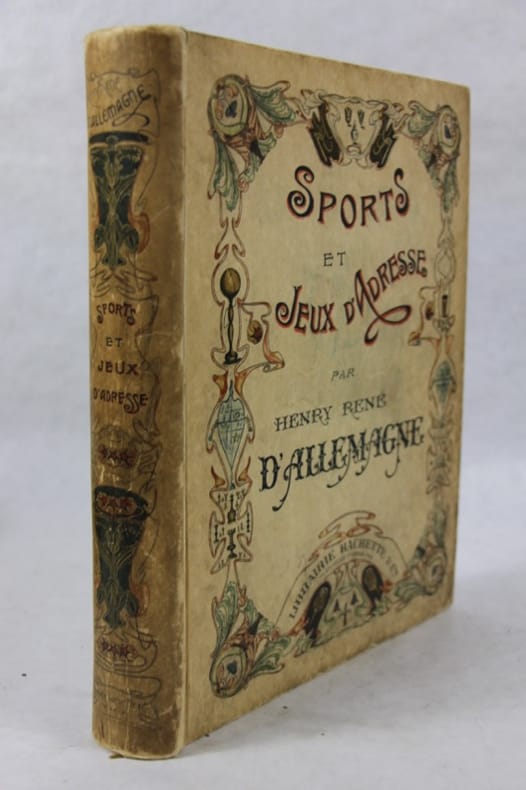 D'ALLEMAGNE
SPORTS
ET
JEUX
D'ADRESSE
SPORTS
ET
JEUX D'ADRESSE
PAR
HENRY RENÉ
D'ALLEMAGNE
LIBRAIRIE HACHETTE & Cie